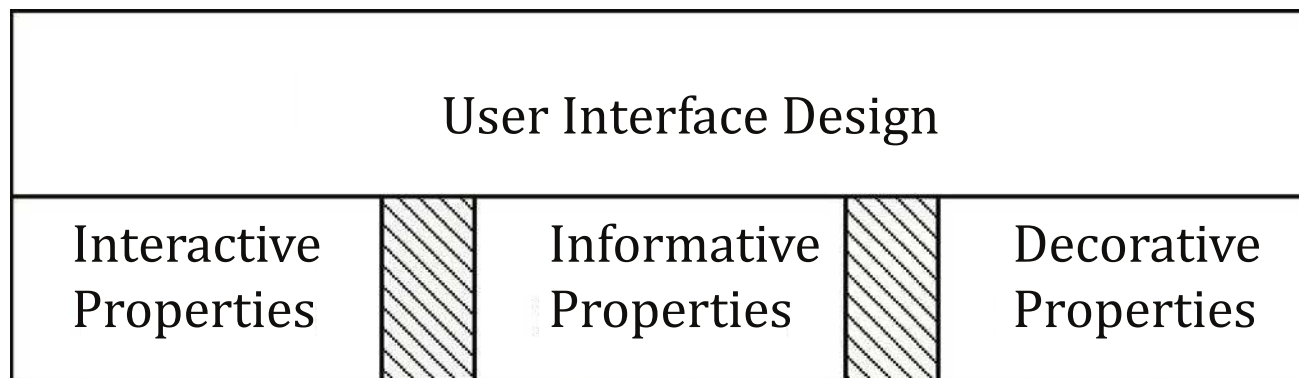 User Interface Design
Interactive
Properties
Informative
Properties
Decorative
Properties